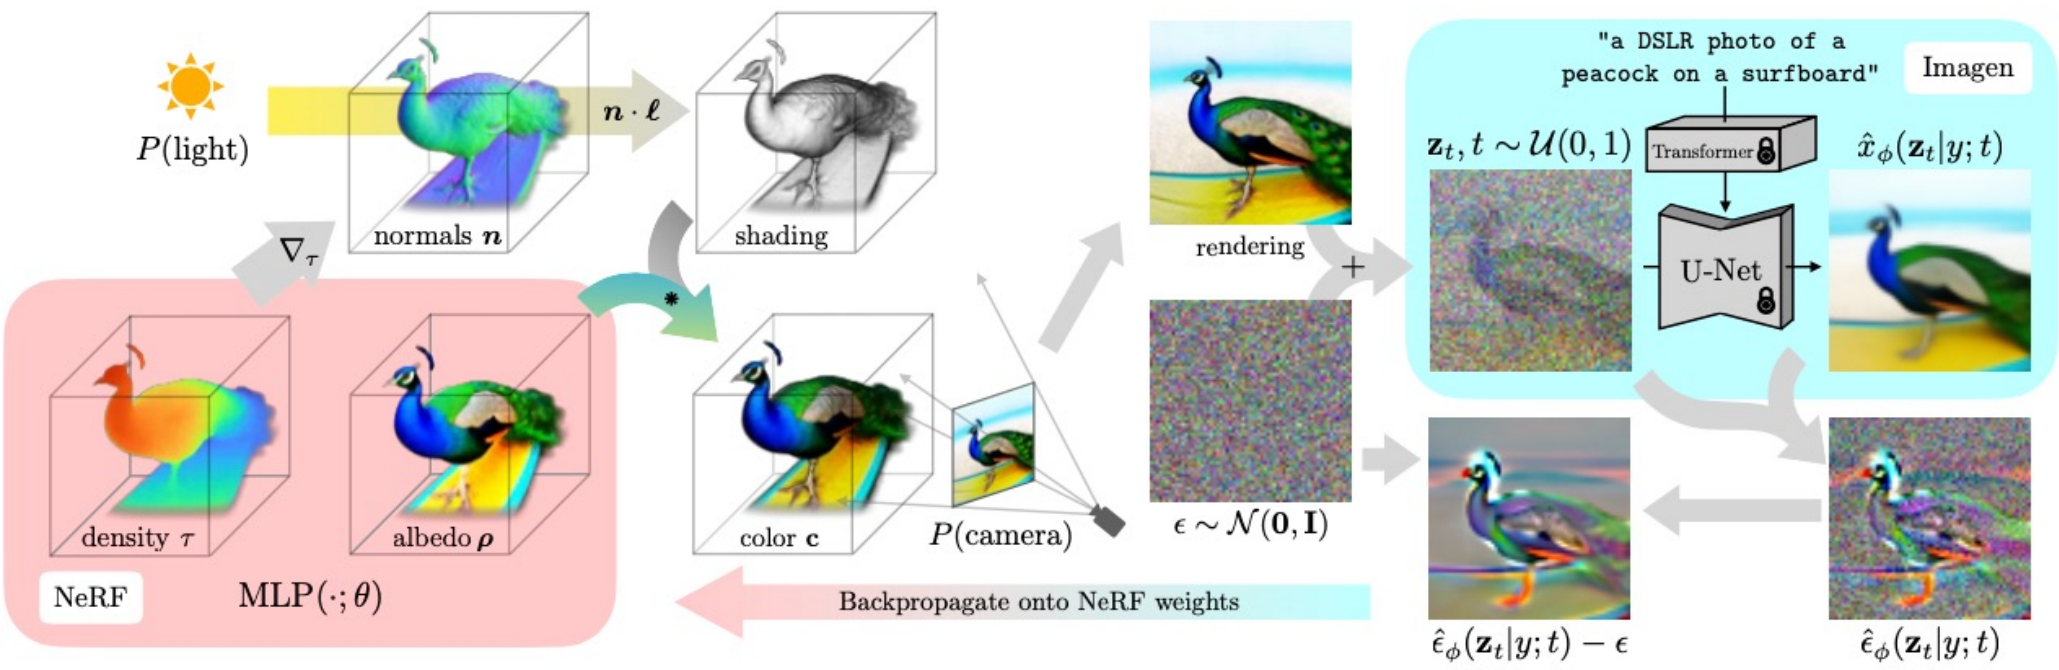 P(light)
n · ℓ
∇τ
normals n
shading
density τ
albedo ρ
NeRF
MLP(·; θ)
*
color c
P(camera)
rendering
+
ϵ ∼ 𝒩(0, I)
Backpropagate onto NeRF weights
"a DSLR photo of a
peacock on a surfboard"
Imagen
z_t, t ∼ 𝒰(0, 1)
Transformer
x̂_ϕ(z_t|y; t)
U-Net
ϵ̂_ϕ(z_t|y; t) − ϵ
ϵ̂_ϕ(z_t|y; t)